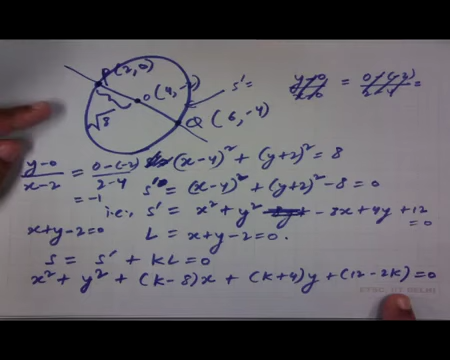 P(2,0)
O(4,-2)
S'=
Q(6,-4)
√8
y-0/x-2 = 0-(-2)/2-4 = -1
(x-4)² + (y+2)² = 8
S' = (x-4)² + (y+2)² - 8 = 0
i.e., S' = x² + y² - 8x + 4y + 12 = 0
x+y-2=0
L = x+y-2=0.
S = S' + kL = 0
x² + y² + (k-8)x + (k+4)y + (12-2k) = 0